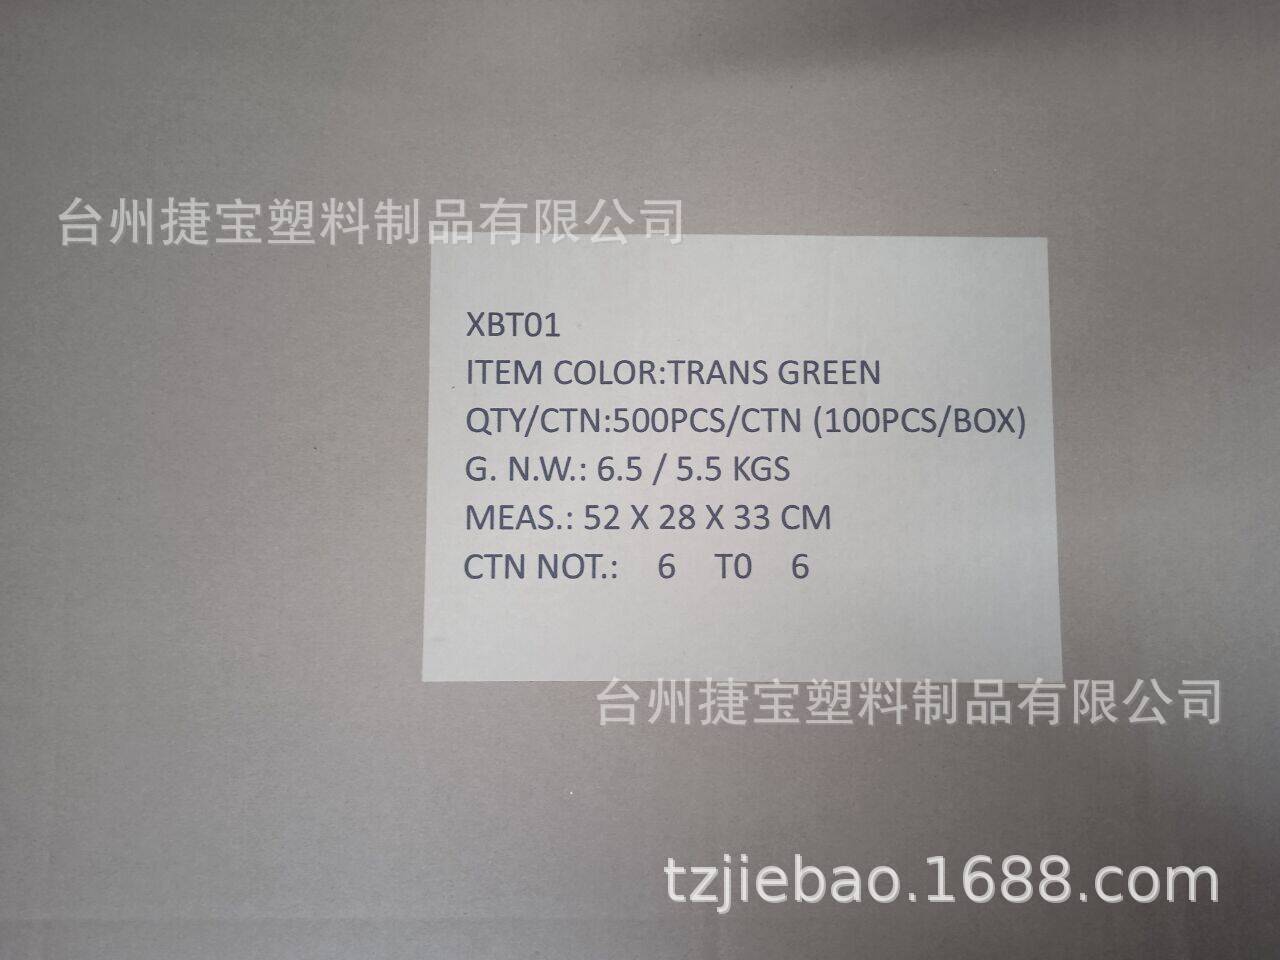 台州捷宝塑料制品有限公司
XBT01
ITEM COLOR:TRANS GREEN
QTY/CTN:500PCS/CTN (100PCS/BOX)
G. N.W.: 6.5 / 5.5 KGS
MEAS.: 52 X 28 X 33 CM
CTN NOT.: 6 T0 6
台州捷宝塑料制品有限公司
tzjiebao.1688.com